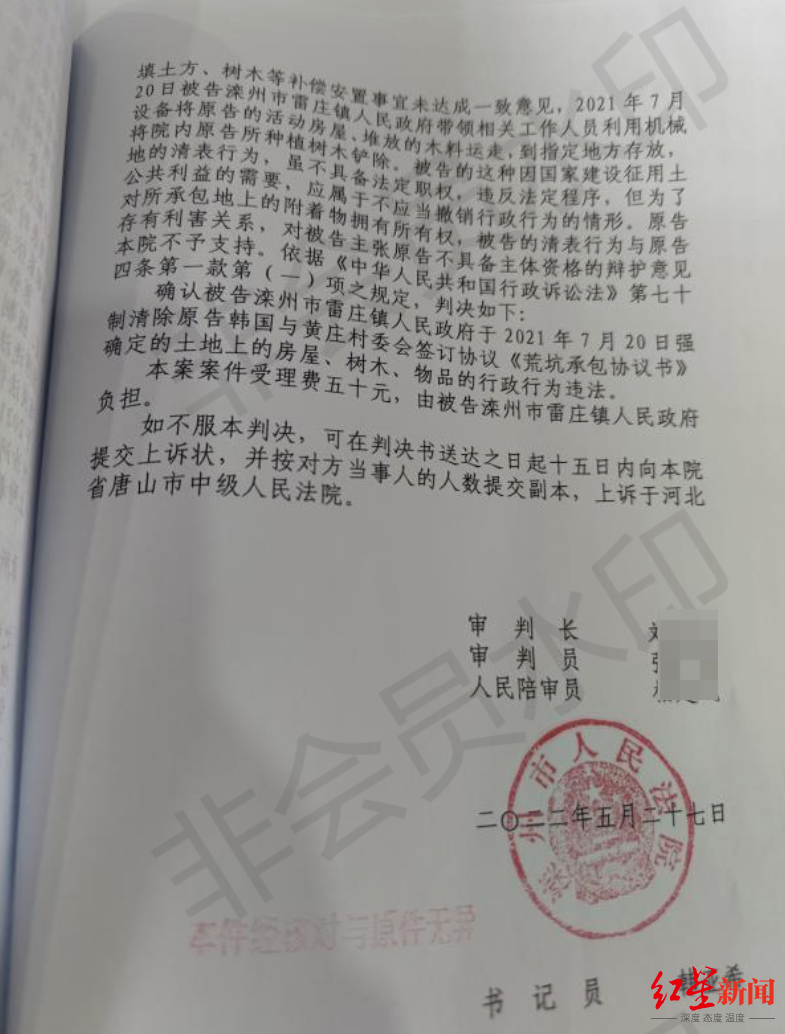 填土方、树木等补偿安置事宜未达成一致意见，2021年7月
20日被告滦州市雷庄镇人民政府带领相关工作人员利用机械
设备将原告的活动房屋、堆放的木料运走，到指定地方存放，
将院内原告所种植树木铲除。被告的这种因国家建设征用土
地的清表行为，虽不具备法定职权，违反法定程序，但为了
公共利益的需要，应属于不应当撤销行政行为的情形。原告
对所承包地上的附着物拥有所有权，被告的清表行为与原告
存有利害关系，对被告主张原告不具备主体资格的辩护意见
本院不予支持。依据《中华人民共和国行政诉讼法》第七十
四条第一款第（一）项之规定，判决如下：
确认被告滦州市雷庄镇人民政府于2021年7月20日强
制清除原告韩国与黄庄村委会签订协议《荒坑承包协议书》
确定的土地上的房屋、树木、物品的行政行为违法。
本案案件受理费五十元，由被告滦州市雷庄镇人民政府
负担。
如不服本判决，可在判决书送达之日起十五日内向本院
提交上诉状，并按对方当事人的人数提交副本，上诉于河北
省唐山市中级人民法院。
审判长
审判员
人民陪审员
滦州市人民法院
二〇二二年五月二十七日
本件经核对与原件无异
书记员
红星新闻
深度 态度 温度
非会员水印